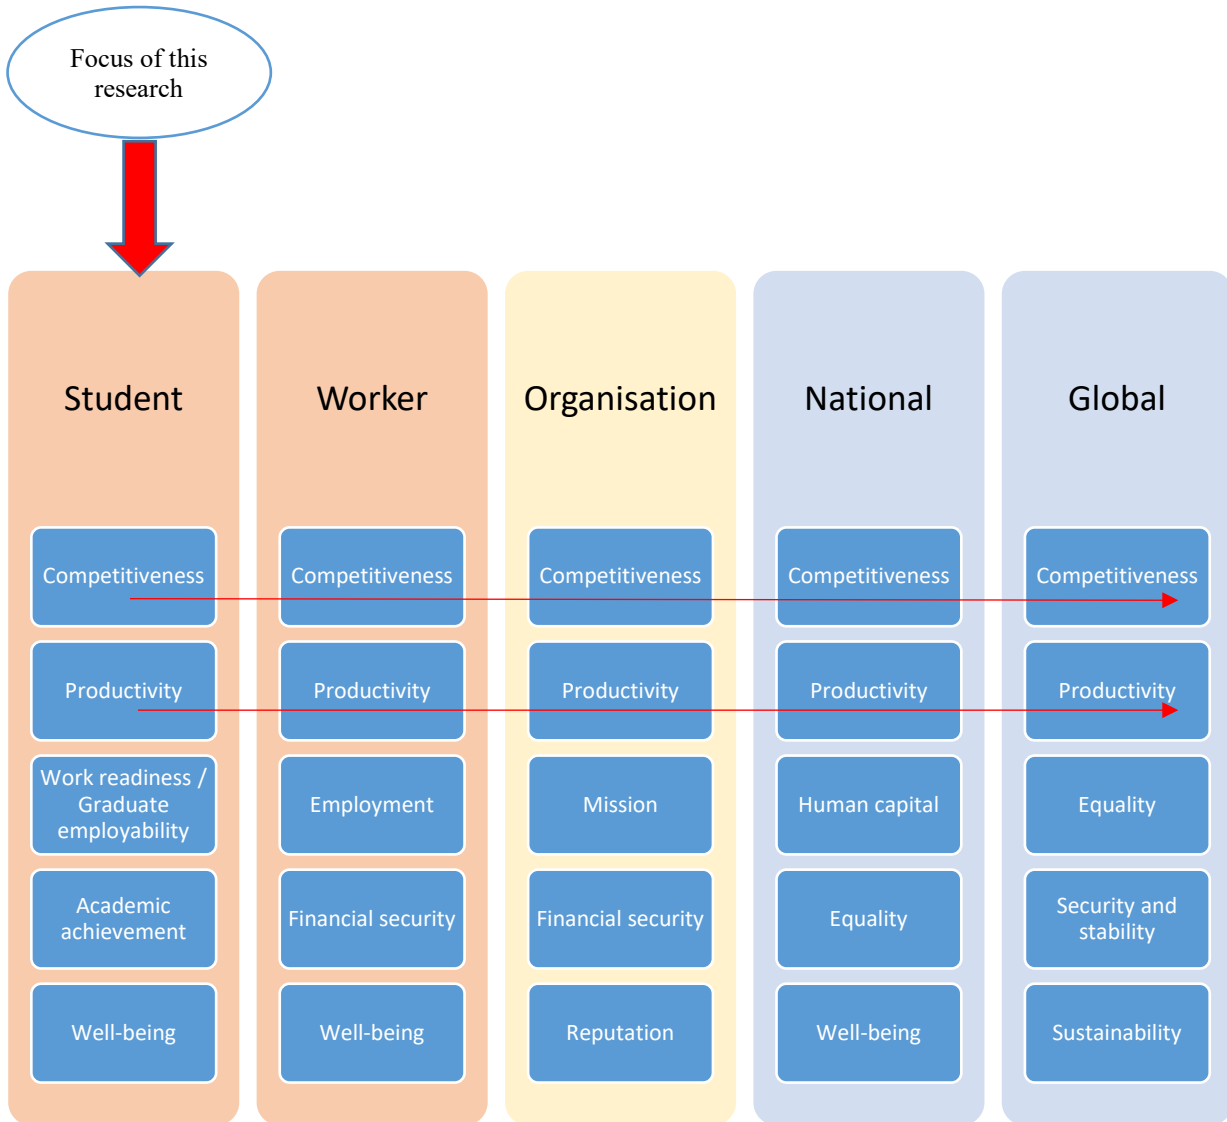 Focus of this
research
Student
Worker
Organisation
National
Global
Competitiveness
Competitiveness
Competitiveness
Competitiveness
Competitiveness
Productivity
Productivity
Productivity
Productivity
Productivity
Work readiness /
Graduate
employability
Employment
Mission
Human capital
Equality
Academic
achievement
Financial security
Financial security
Equality
Security and
stability
Well-being
Well-being
Reputation
Well-being
Sustainability